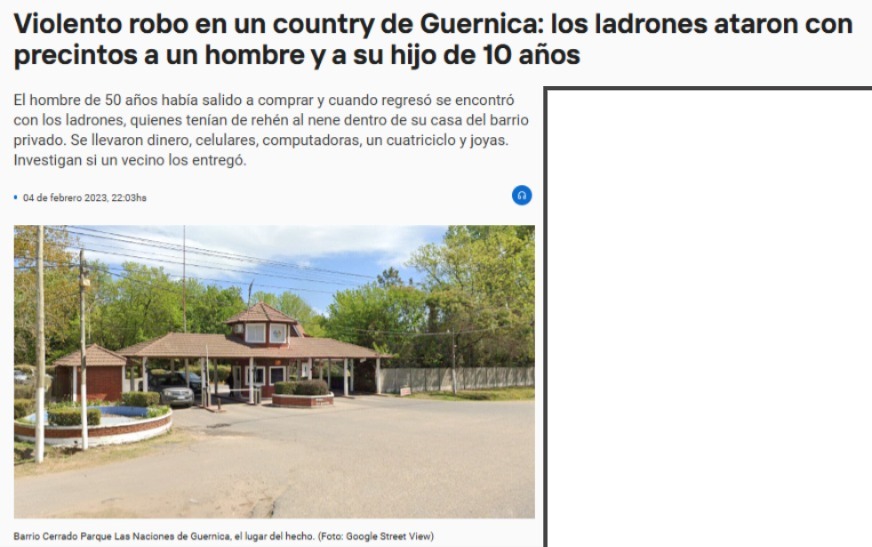 Violento robo en un country de Guernica: los ladrones ataron con
precintos a un hombre y a su hijo de 10 años
El hombre de 50 años había salido a comprar y cuando regresó se encontró
con los ladrones, quienes tenían de rehén al nene dentro de su casa del barrio
privado. Se llevaron dinero, celulares, computadoras, un cuatriciclo y joyas.
Investigan si un vecino los entregó.
04 de febrero 2023, 22:03hs
Barrio Cerrado Parque Las Naciones de Guernica, el lugar del hecho. (Foto: Google Street View)